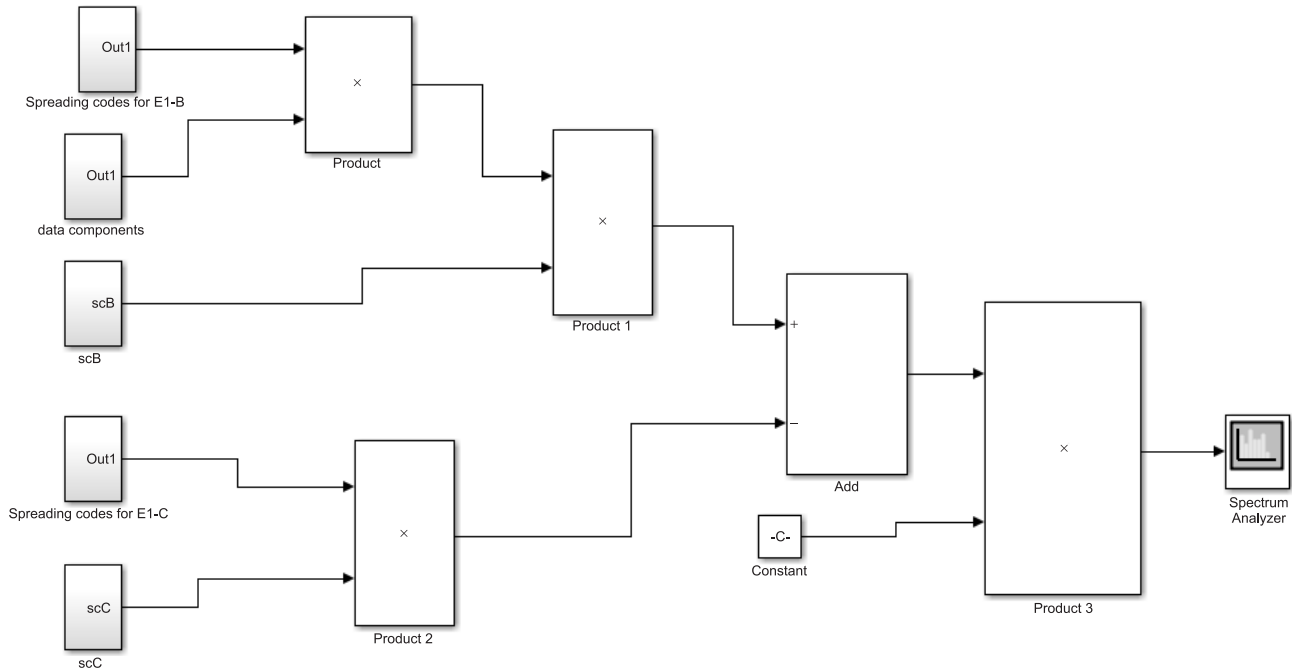 Out1
Spreading codes for E1-B
×
Product
Out1
data components
×
Product 1
scB
scB
+
−
Add
Out1
Spreading codes for E1-C
×
Product 2
scC
scC
-C-
Constant
×
Product 3
Spectrum
Analyzer